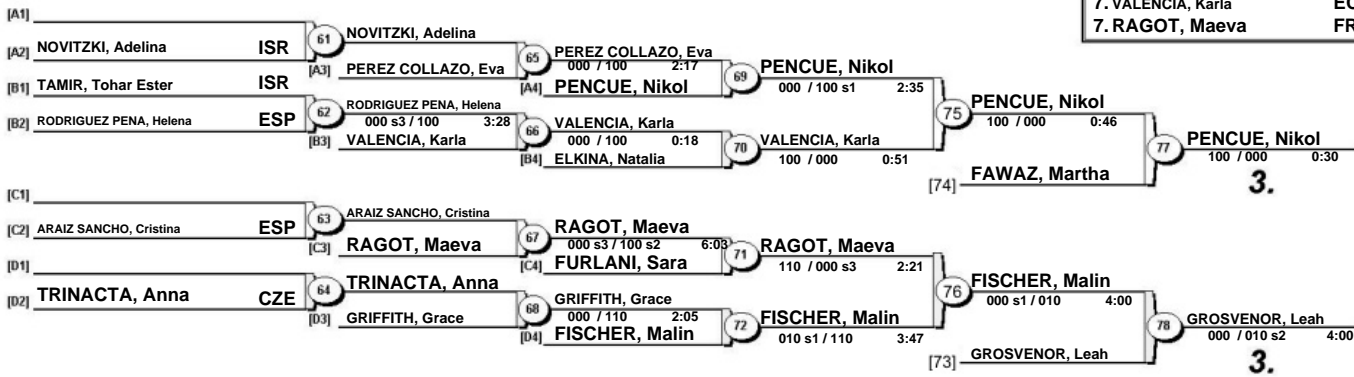 7. VALENCIA, Karla
7. RAGOT, Maeva
[A1]
[A2] NOVITZKI, Adelina ISR
[B1] TAMIR, Tohar Ester ISR
[B2] RODRIGUEZ PENA, Helena ESP
61 NOVITZKI, Adelina
[A3] PEREZ COLLAZO, Eva
62 RODRIGUEZ PENA, Helena
000 s3 / 100 3:28
[B3] VALENCIA, Karla
65 PEREZ COLLAZO, Eva
000 / 100 2:17
[A4] PENCUE, Nikol
66 VALENCIA, Karla
000 / 100 0:18
[B4] ELKINA, Natalia
69 PENCUE, Nikol
000 / 100 s1 2:35
70 VALENCIA, Karla
100 / 000 0:51
75 PENCUE, Nikol
100 / 000 0:46
[74] FAWAZ, Martha
77 PENCUE, Nikol
100 / 000 0:30
3.
[C1]
[C2] ARAIZ SANCHO, Cristina ESP
[D1]
[D2] TRINACTA, Anna CZE
63 ARAIZ SANCHO, Cristina
[C3] RAGOT, Maeva
64 TRINACTA, Anna
[D3] GRIFFITH, Grace
67 RAGOT, Maeva
000 s3 / 100 s2 6:03
[C4] FURLANI, Sara
68 GRIFFITH, Grace
000 / 110 2:05
[D4] FISCHER, Malin
71 RAGOT, Maeva
110 / 000 s3 2:21
72 FISCHER, Malin
010 s1 / 110 3:47
76 FISCHER, Malin
000 s1 / 010 4:00
[73] GROSVENOR, Leah
78 GROSVENOR, Leah
000 / 010 s2 4:00
3.